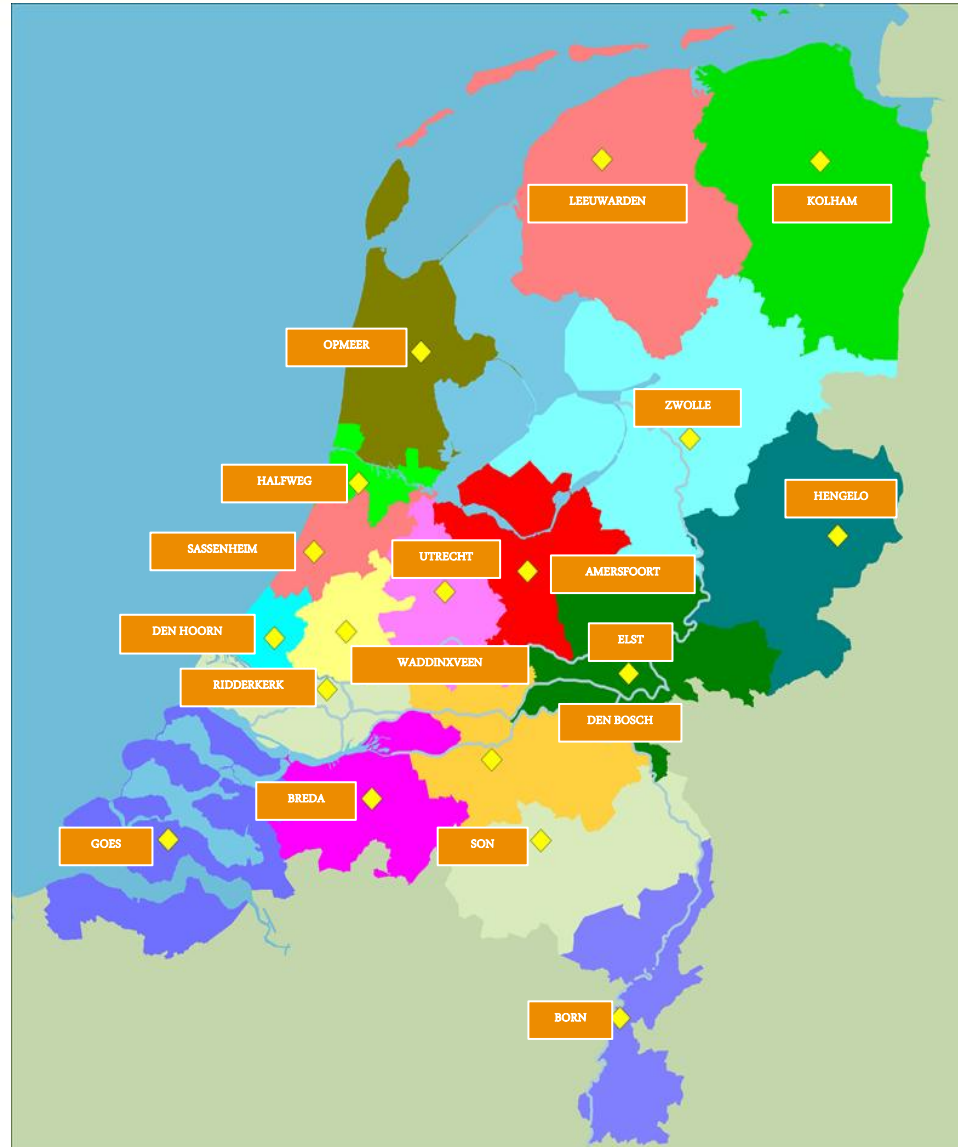 LEEUWARDEN
KOLHAM
OPMEER
ZWOLLE
HALFWEG
HENGELO
SASSENHEIM
UTRECHT
AMERSFOORT
DEN HOORN
ELST
WADDINXVEEN
RIDDERKERK
DEN BOSCH
BREDA
GOES
SON
BORN